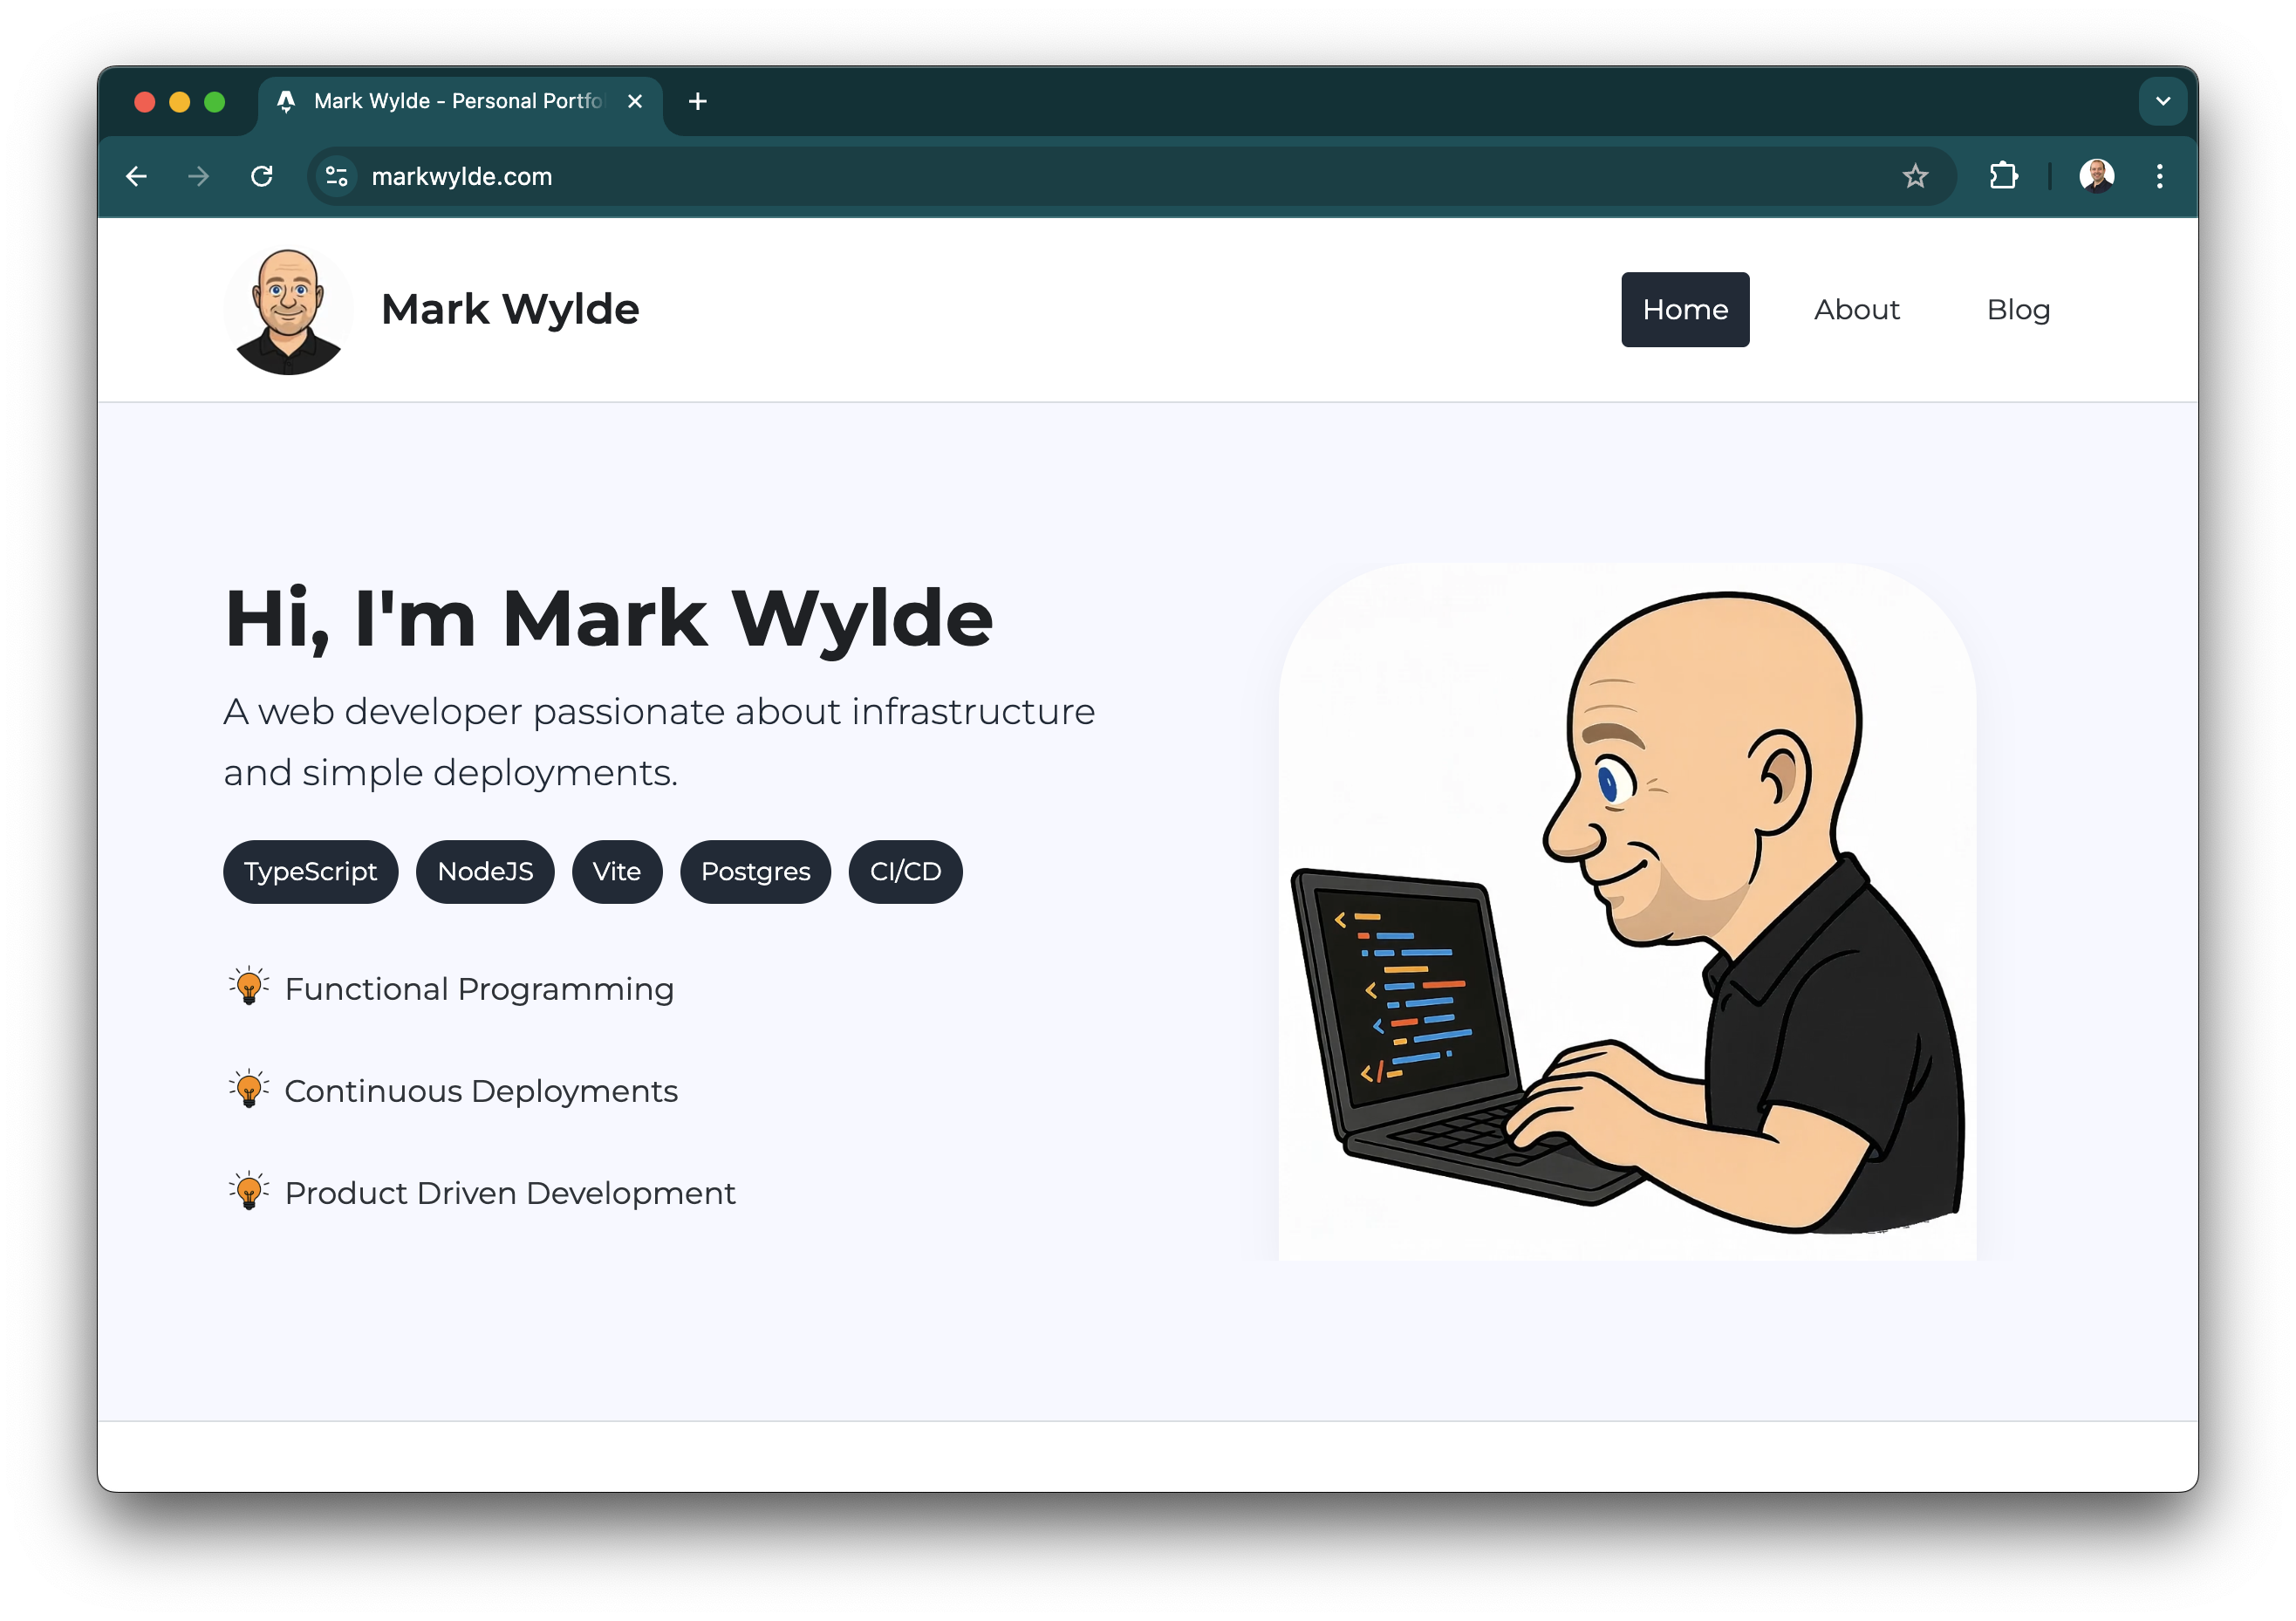 Mark Wylde - Personal Portfo
markwylde.com
Mark Wylde
Home
About
Blog
Hi, I'm Mark Wylde
A web developer passionate about infrastructure
and simple deployments.
TypeScript
NodeJS
Vite
Postgres
CI/CD
Functional Programming
Continuous Deployments
Product Driven Development